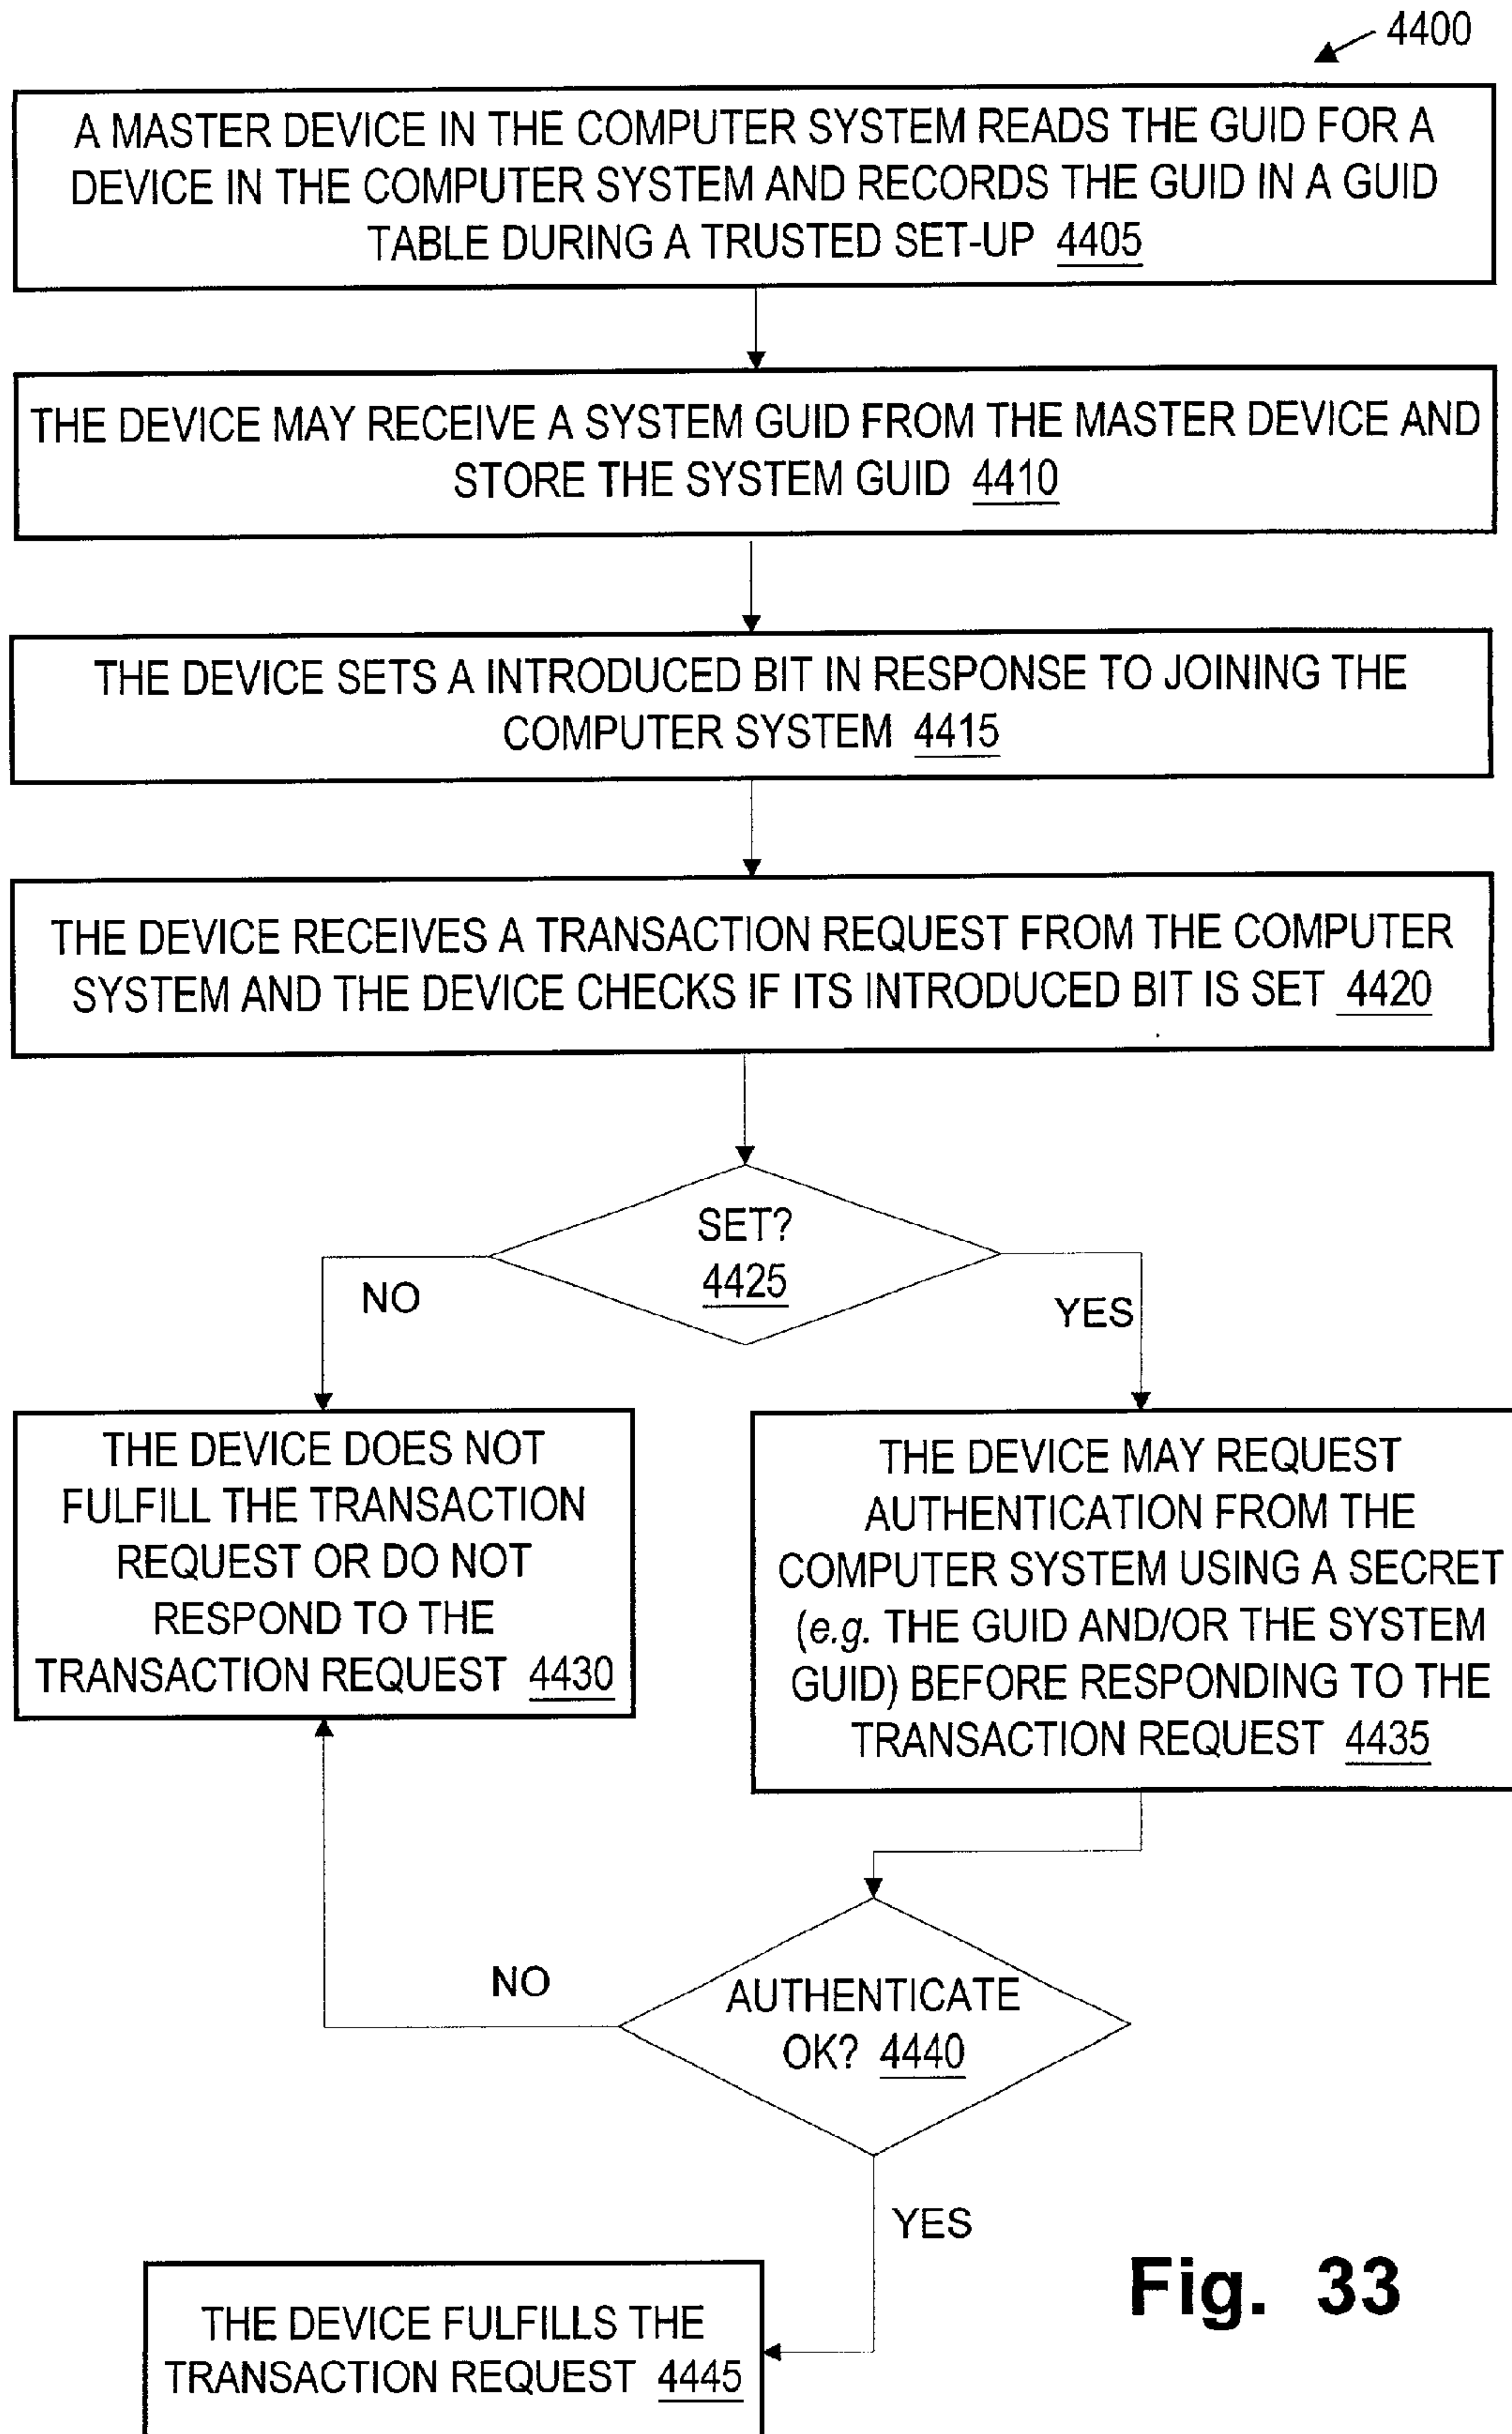 4400
A MASTER DEVICE IN THE COMPUTER SYSTEM READS THE GUID FOR A
DEVICE IN THE COMPUTER SYSTEM AND RECORDS THE GUID IN A GUID
TABLE DURING A TRUSTED SET-UP 4405
THE DEVICE MAY RECEIVE A SYSTEM GUID FROM THE MASTER DEVICE AND
STORE THE SYSTEM GUID 4410
THE DEVICE SETS A INTRODUCED BIT IN RESPONSE TO JOINING THE
COMPUTER SYSTEM 4415
THE DEVICE RECEIVES A TRANSACTION REQUEST FROM THE COMPUTER
SYSTEM AND THE DEVICE CHECKS IF ITS INTRODUCED BIT IS SET 4420
SET?
4425
NO
YES
THE DEVICE DOES NOT
FULFILL THE TRANSACTION
REQUEST OR DO NOT
RESPOND TO THE
TRANSACTION REQUEST 4430
THE DEVICE MAY REQUEST
AUTHENTICATION FROM THE
COMPUTER SYSTEM USING A SECRET
(e.g. THE GUID AND/OR THE SYSTEM
GUID) BEFORE RESPONDING TO THE
TRANSACTION REQUEST 4435
NO
AUTHENTICATE
OK? 4440
YES
THE DEVICE FULFILLS THE
TRANSACTION REQUEST 4445
Fig. 33